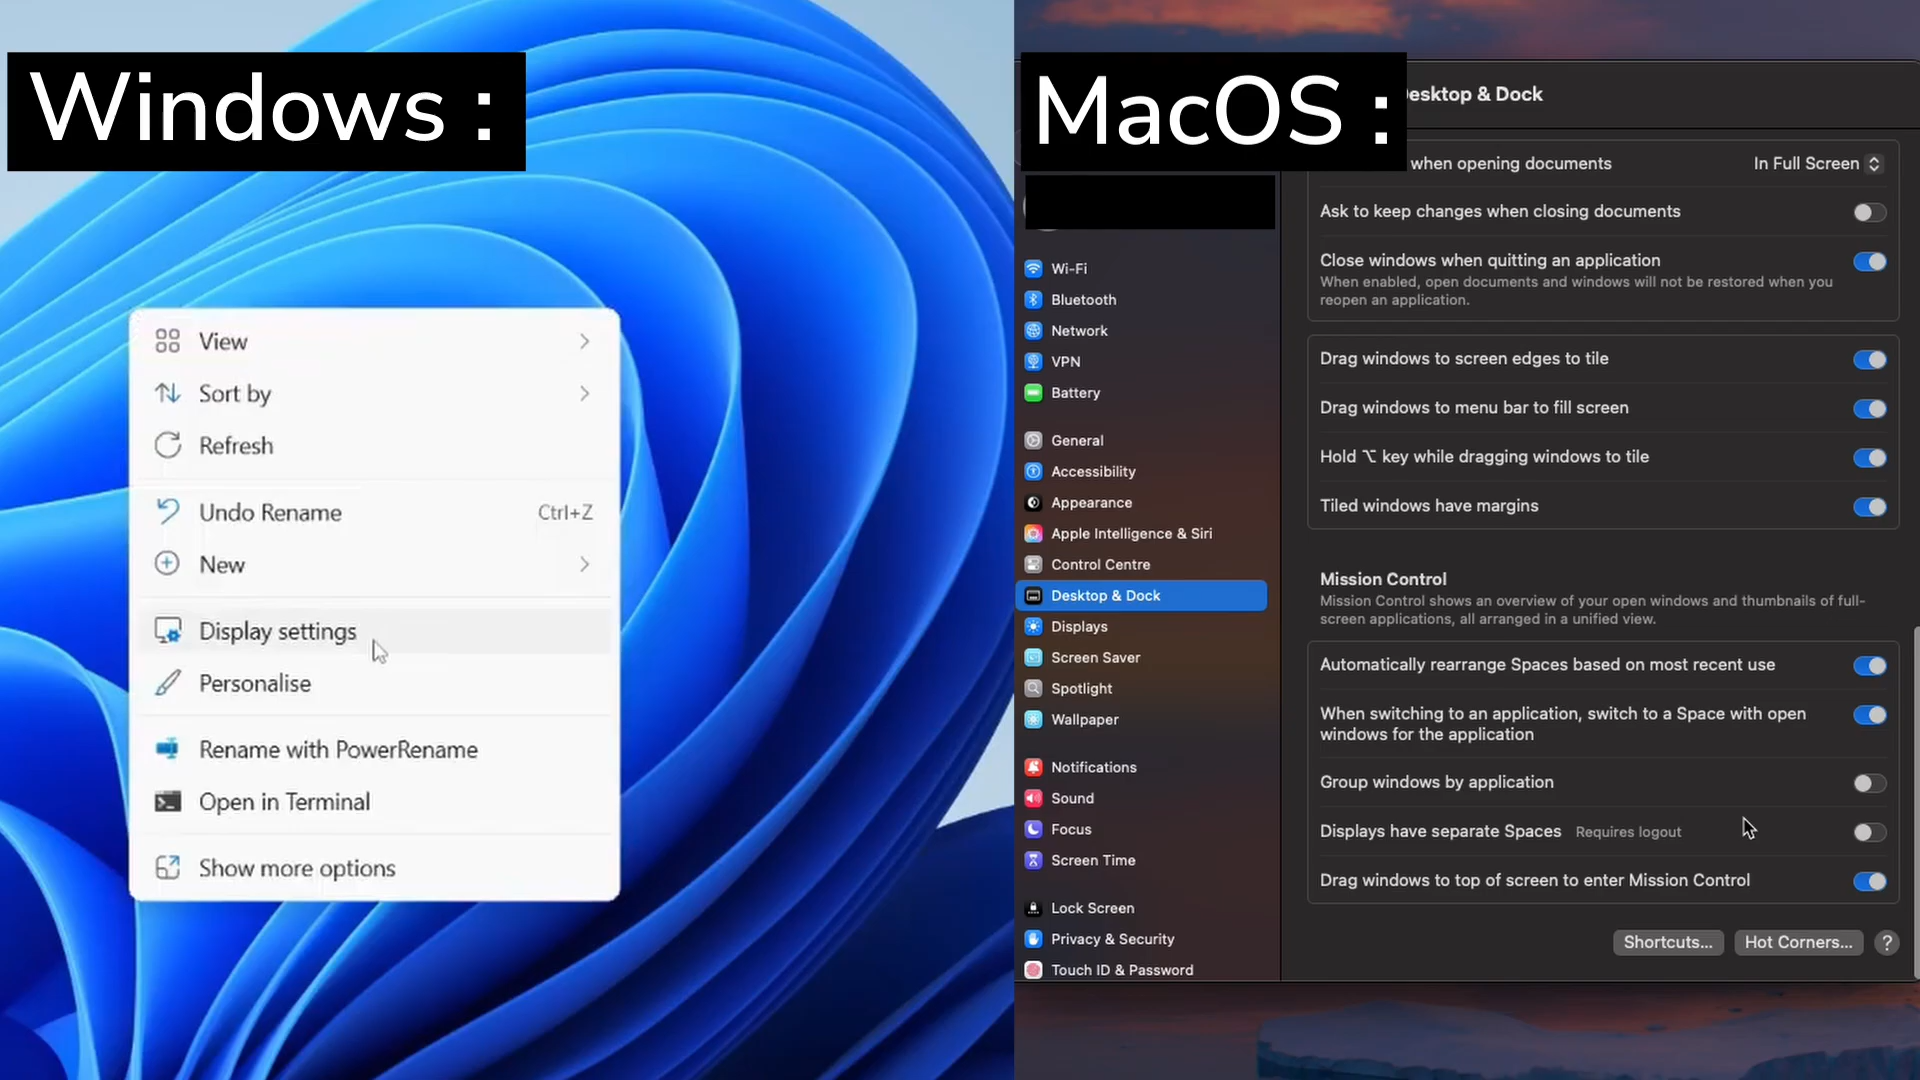 Windows :
View
Sort by
Refresh
Undo Rename Ctrl+Z
New
Display settings
Personalise
Rename with PowerRename
Open in Terminal
Show more options
MacOS :
Desktop & Dock
Wi-Fi
Bluetooth
Network
VPN
Battery
General
Accessibility
Appearance
Apple Intelligence & Siri
Control Centre
Desktop & Dock
Displays
Screen Saver
Spotlight
Wallpaper
Notifications
Sound
Focus
Screen Time
Lock Screen
Privacy & Security
Touch ID & Password
when opening documents In Full Screen
Ask to keep changes when closing documents
Close windows when quitting an application
When enabled, open documents and windows will not be restored when you
reopen an application.
Drag windows to screen edges to tile
Drag windows to menu bar to fill screen
Hold ⌥ key while dragging windows to tile
Tiled windows have margins
Mission Control
Mission Control shows an overview of your open windows and thumbnails of full-
screen applications, all arranged in a unified view.
Automatically rearrange Spaces based on most recent use
When switching to an application, switch to a Space with open
windows for the application
Group windows by application
Displays have separate Spaces Requires logout
Drag windows to top of screen to enter Mission Control
Shortcuts... Hot Corners... ?